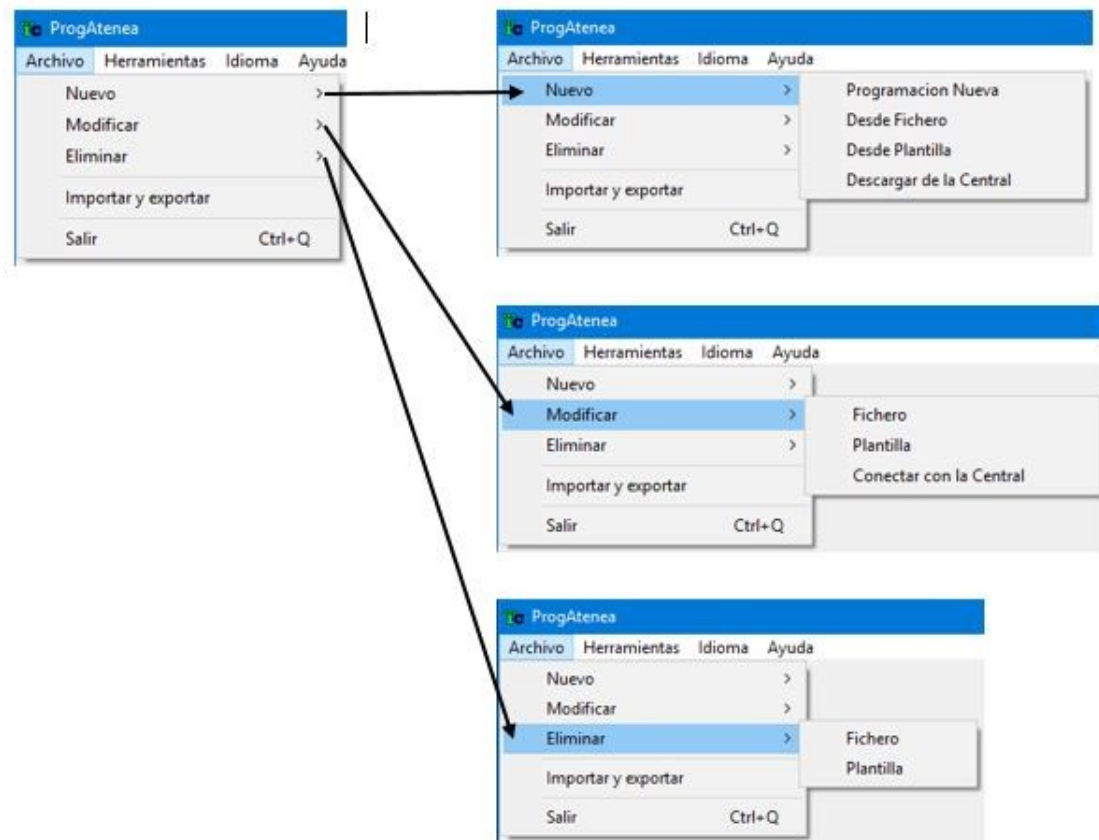 ProgAtenea
Archivo Herramientas Idioma Ayuda
Nuevo >
Modificar >
Eliminar >
Importar y exportar
Salir Ctrl+Q
ProgAtenea
Archivo Herramientas Idioma Ayuda
Nuevo > Programacion Nueva
Modificar > Desde Fichero
Eliminar > Desde Plantilla
Descargar de la Central
Importar y exportar
Salir Ctrl+Q
ProgAtenea
Archivo Herramientas Idioma Ayuda
Nuevo >
Modificar > Fichero
Eliminar > Plantilla
Conectar con la Central
Importar y exportar
Salir Ctrl+Q
ProgAtenea
Archivo Herramientas Idioma Ayuda
Nuevo >
Modificar >
Eliminar > Fichero
Plantilla
Importar y exportar
Salir Ctrl+Q